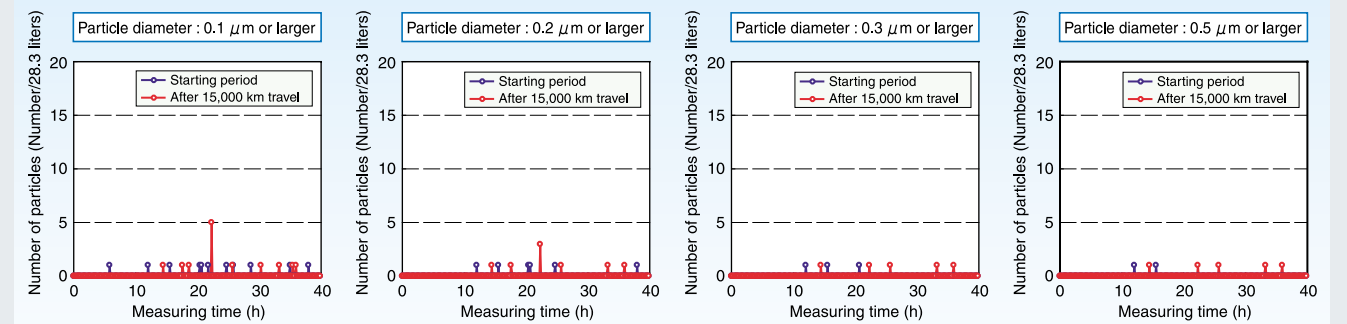 Particle diameter : 0.1 μm or larger
Number of particles (Number/28.3 liters)
20
15
10
5
0
Starting period
After 15,000 km travel
0 10 20 30 40
Measuring time (h)
Particle diameter : 0.2 μm or larger
Number of particles (Number/28.3 liters)
20
15
10
5
0
Starting period
After 15,000 km travel
0 10 20 30 40
Measuring time (h)
Particle diameter : 0.3 μm or larger
Number of particles (Number/28.3 liters)
20
15
10
5
0
Starting period
After 15,000 km travel
0 10 20 30 40
Measuring time (h)
Particle diameter : 0.5 μm or larger
Number of particles (Number/28.3 liters)
20
15
10
5
0
Starting period
After 15,000 km travel
0 10 20 30 40
Measuring time (h)